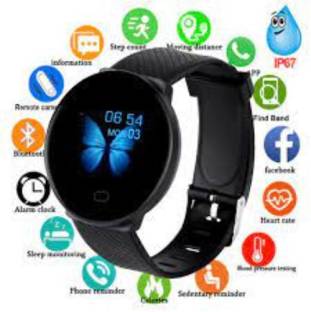 Step count
Moving distance
information
IP67
APP
Remote camera
Find Band
Bluetooth
facebook
Alarm clock
Heart rate
Sleep monitoring
Blood pressure testing
Phone reminder
Sedentary reminder
Calories
06 54
MON 03